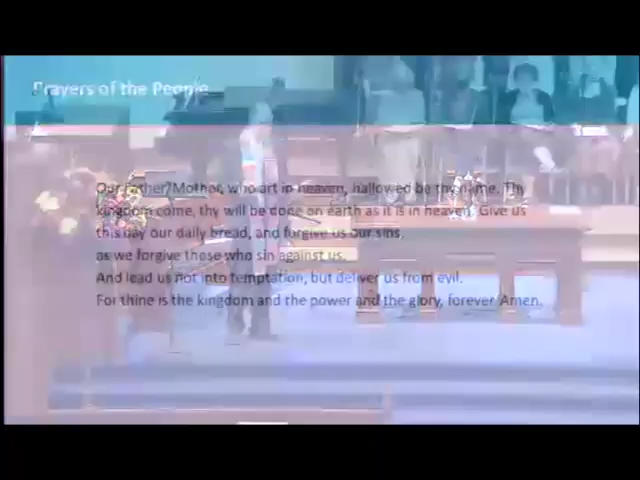 Prayers of the People
Our Father/Mother, who art in heaven, hallowed be thy name. Thy
kingdom come, thy will be done on earth as it is in heaven. Give us
this day our daily bread, and forgive us our sins,
as we forgive those who sin against us.
And lead us not into temptation, but deliver us from evil.
For thine is the kingdom and the power and the glory, forever Amen.